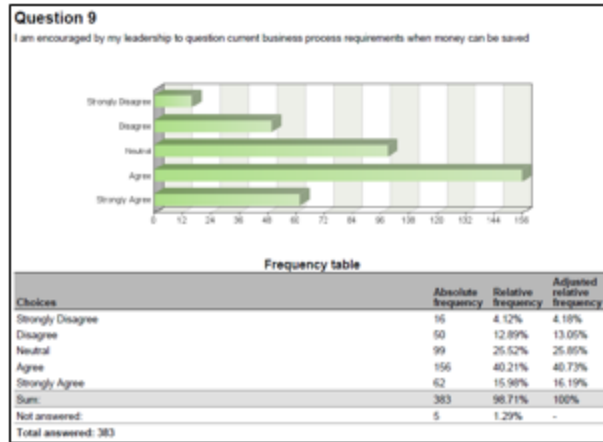 Question 9
I am encouraged by my leadership to question current business process requirements when money can be saved
Strongly Disagree
Disagree
Neutral
Agree
Strongly Agree
0 12 24 36 48 60 72 84 96 108 120 132 144 156
Frequency table
Choices Absolute frequency Relative frequency Adjusted relative frequency
Strongly Disagree 16 4.12% 4.18%
Disagree 50 12.89% 13.05%
Neutral 99 25.52% 25.85%
Agree 156 40.21% 40.73%
Strongly Agree 62 15.98% 16.19%
Sum: 383 98.71% 100%
Not answered: 5 1.29% -
Total answered: 383